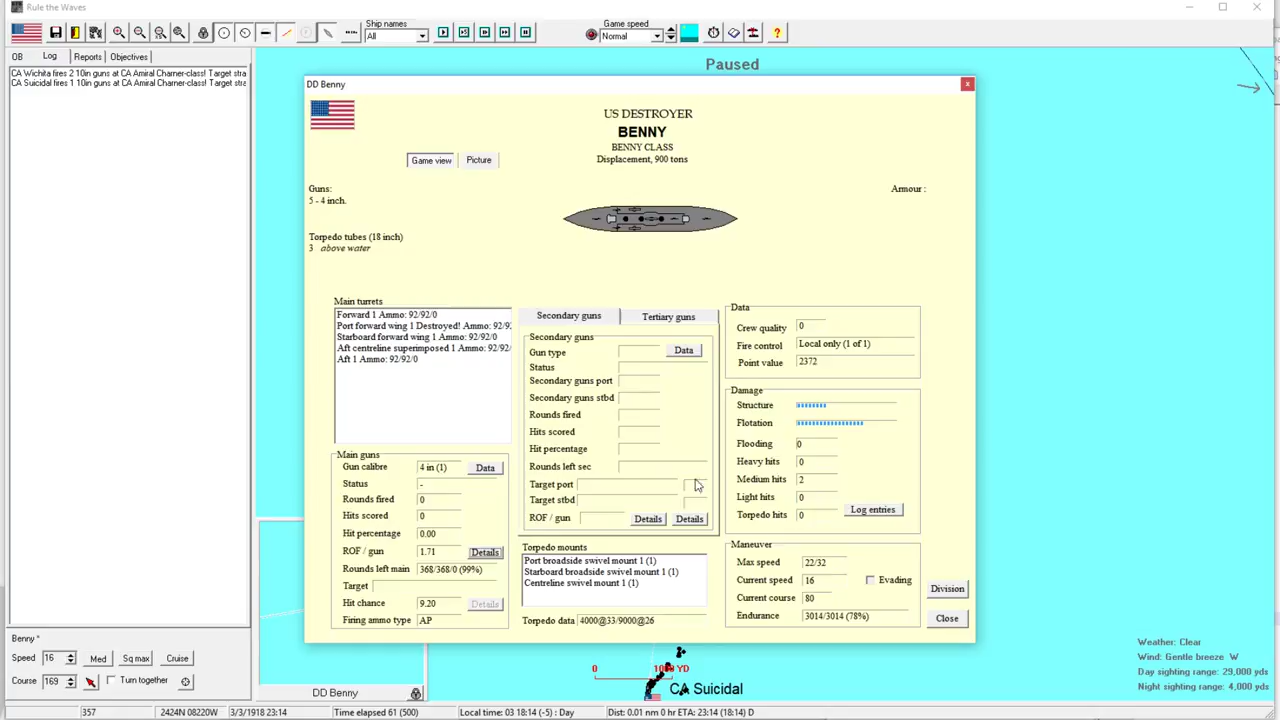 Rule the Waves
Ship names
All
Game speed
Normal
OB
Log
Reports
Objectives
CA Wichita fires 2 10in guns at CA Amiral Charner-class! Target stra
CA Suicidal fires 1 10in guns at CA Amiral Charner-class! Target stra
Paused
DD Benny
US DESTROYER
BENNY
BENNY CLASS
Displacement, 900 tons
Game view
Picture
Guns:
5 - 4 inch.
Armour :
Torpedo tubes (18 inch)
3 above water
Main turrets
Forward 1 Ammo: 92/92/0
Port forward wing 1 Destroyed! Ammo: 92/9
Starboard forward wing 1 Ammo: 92/92/0
Aft centreline superimposed 1 Ammo: 92/92
Aft 1 Ammo: 92/92/0
Main guns
Gun calibre 4 in (1) Data
Status -
Rounds fired 0
Hits scored 0
Hit percentage 0.00
ROF / gun 1.71 Details
Rounds left main 368/368/0 (99%)
Target
Hit chance 9.20 Details
Firing ammo type AP
Secondary guns
Tertiary guns
Secondary guns
Gun type Data
Status
Secondary guns port
Secondary guns stbd
Rounds fired
Hits scored
Hit percentage
Rounds left sec
Target port
Target stbd
ROF / gun Details Details
Torpedo mounts
Port broadside swivel mount 1 (1)
Starboard broadside swivel mount 1 (1)
Centreline swivel mount 1 (1)
Torpedo data 4000@33/9000@26
Data
Crew quality 0
Fire control Local only (1 of 1)
Point value 2372
Damage
Structure
Flotation
Flooding 0
Heavy hits 0
Medium hits 2
Light hits 0
Torpedo hits 0
Log entries
Maneuver
Max speed 22/32
Current speed 16
Evading
Current course 80
Endurance 3014/3014 (78%)
Division
Close
Benny *
Speed 16 Med Sq max Cruise
Course 169 Turn together
DD Benny
0 1000 YD
CA Suicidal
Weather: Clear
Wind: Gentle breeze W
Day sighting range: 29,000 yds
Night sighting range: 4,000 yds
357
2424N 08220W
3/3/1918 23:14
Time elapsed 61 (500)
Local time: 03 18:14 (-5) : Day
Dist: 0.01 nm 0 hr ETA: 23:14 (18:14) D